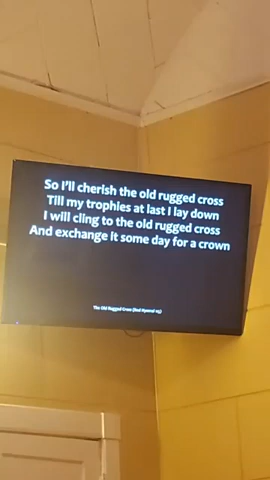 So I'll cherish the old rugged cross
Till my trophies at last I lay down
I will cling to the old rugged cross
And exchange it some day for a crown
The Old Rugged Cross